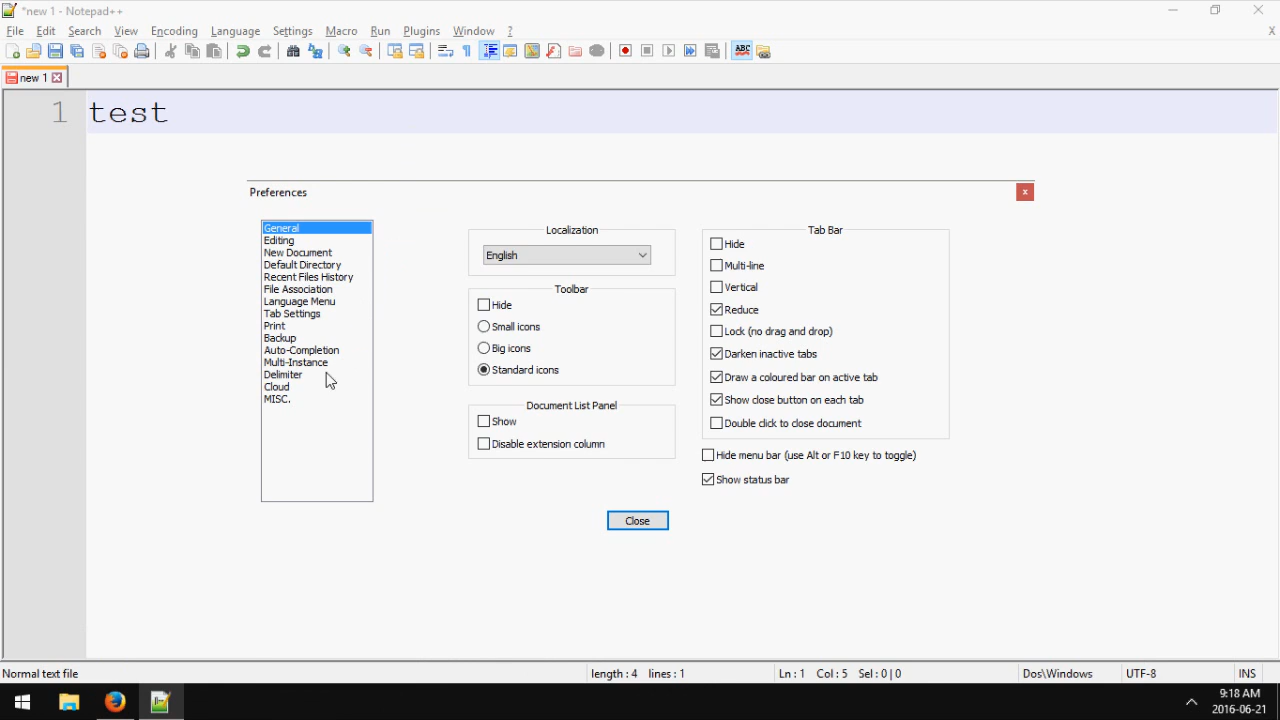 *new 1 - Notepad++
File Edit Search View Encoding Language Settings Macro Run Plugins Window ? X
ABC
new 1
1 test
Preferences x
General
Editing
New Document
Default Directory
Recent Files History
File Association
Language Menu
Tab Settings
Print
Backup
Auto-Completion
Multi-Instance
Delimiter
Cloud
MISC.
Localization
English
Toolbar
Hide
Small icons
Big icons
Standard icons
Document List Panel
Show
Disable extension column
Tab Bar
Hide
Multi-line
Vertical
Reduce
Lock (no drag and drop)
Darken inactive tabs
Draw a coloured bar on active tab
Show close button on each tab
Double click to close document
Hide menu bar (use Alt or F10 key to toggle)
Show status bar
Close
Normal text file length : 4 lines : 1 Ln : 1 Col : 5 Sel : 0 | 0 Dos\Windows UTF-8 INS
9:18 AM
2016-06-21